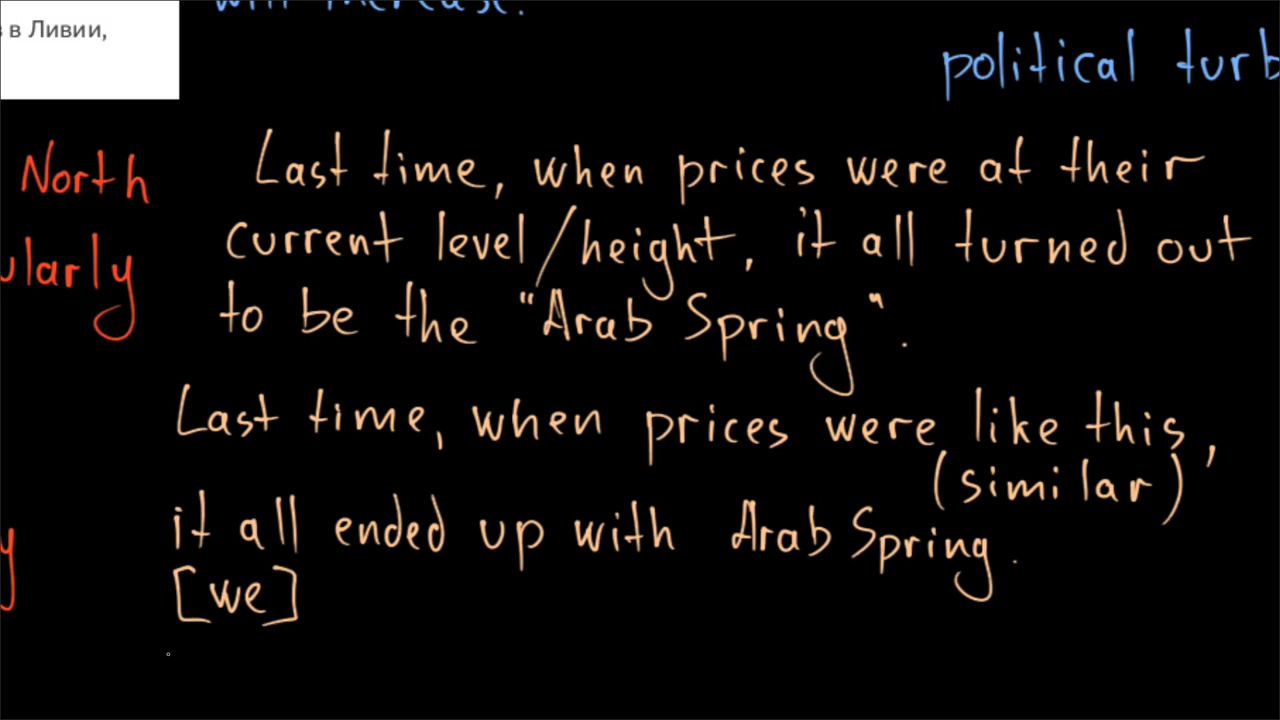 в Ливии,
will increase.
political turb
North
ularly
Last time, when prices were at their
current level/height, it all turned out
to be the "Arab Spring".
Last time, when prices were like this,
(similar)
it all ended up with Arab Spring.
[we]
y